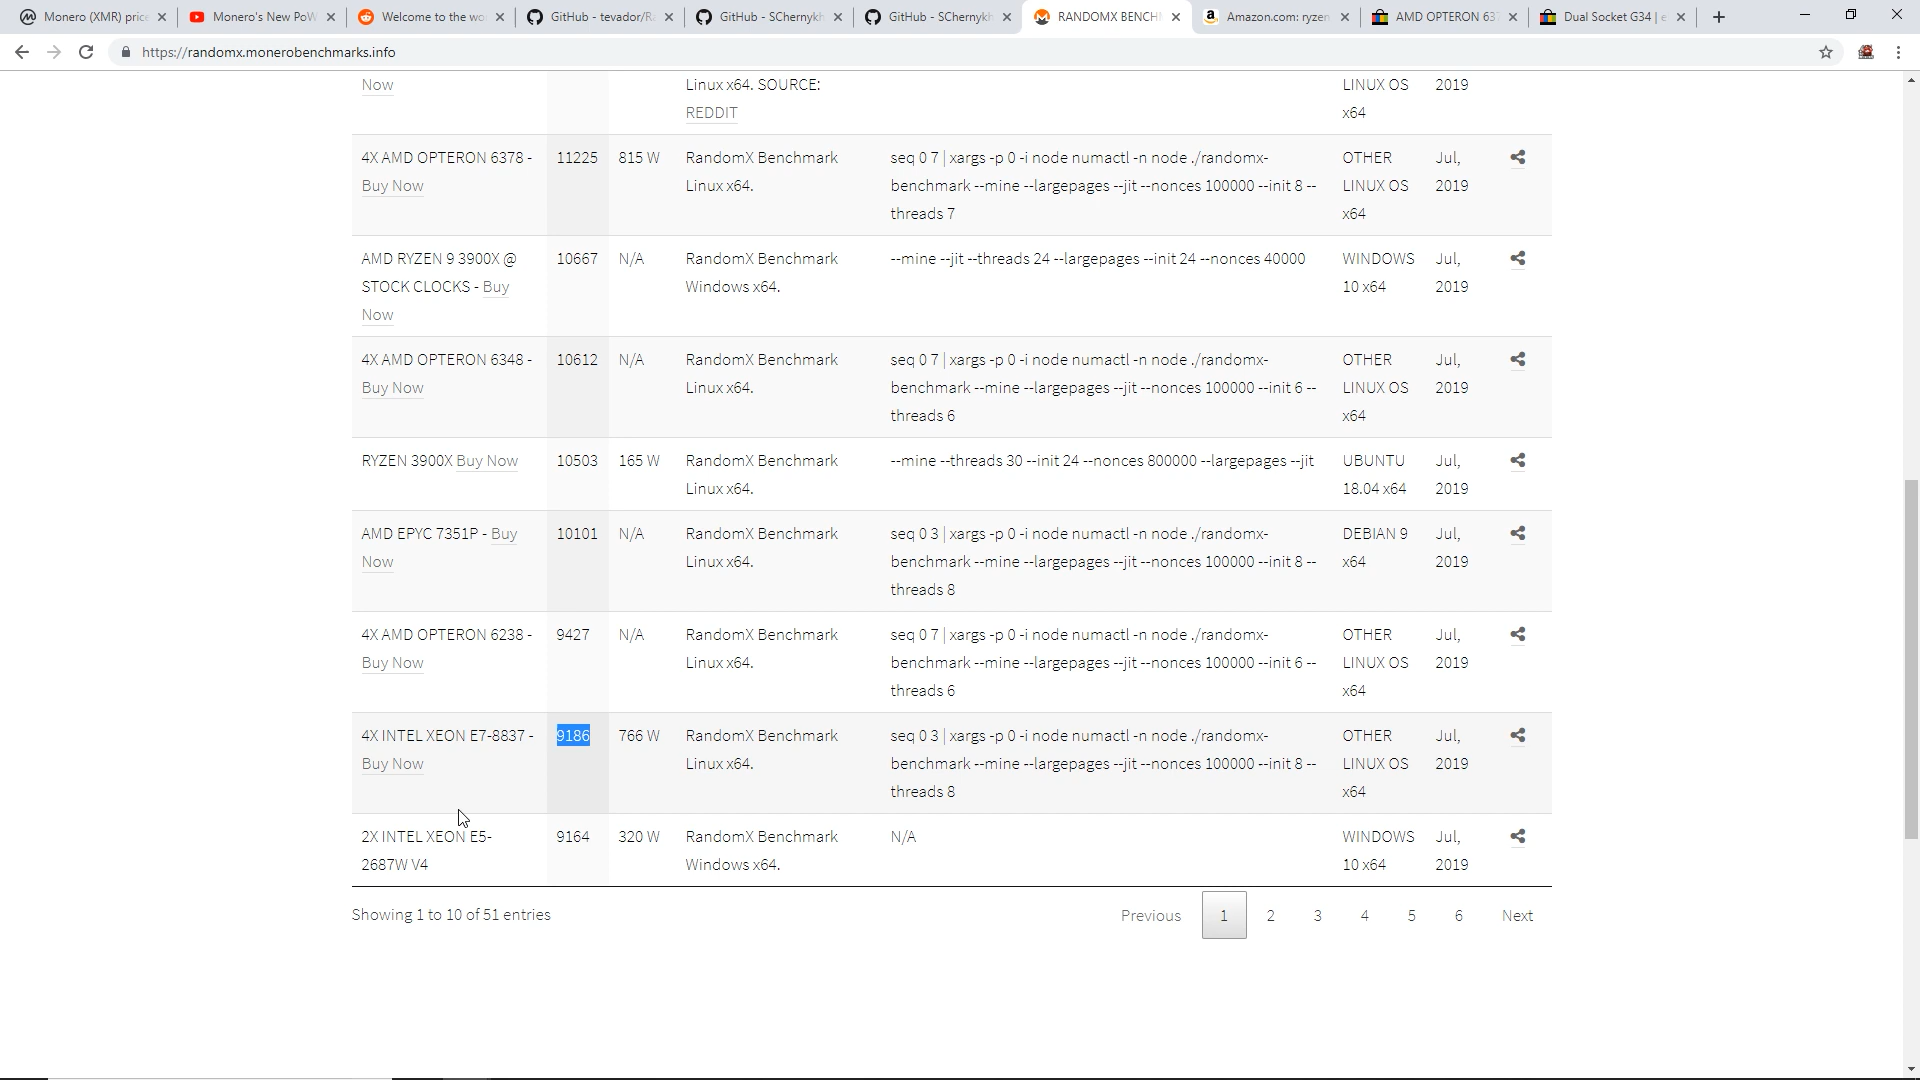 Monero (XMR) price
Monero's New PoW
Welcome to the wo
GitHub - tevador/Ra
GitHub - SChernykh
GitHub - SChernykh
RANDOMX BENCHM
Amazon.com: ryzen
AMD OPTERON 637
Dual Socket G34 | e
https://randomx.monerobenchmarks.info
Now
Linux x64. SOURCE:
REDDIT
LINUX OS
x64
2019
4X AMD OPTERON 6378 -
Buy Now
11225
815 W
RandomX Benchmark
Linux x64.
seq 0 7 | xargs -p 0 -i node numactl -n node ./randomx-
benchmark --mine --largepages --jit --nonces 100000 --init 8 --
threads 7
OTHER
LINUX OS
x64
Jul,
2019
AMD RYZEN 9 3900X @
STOCK CLOCKS - Buy
Now
10667
N/A
RandomX Benchmark
Windows x64.
--mine --jit --threads 24 --largepages --init 24 --nonces 40000
WINDOWS
10 x64
Jul,
2019
4X AMD OPTERON 6348 -
Buy Now
10612
N/A
RandomX Benchmark
Linux x64.
seq 0 7 | xargs -p 0 -i node numactl -n node ./randomx-
benchmark --mine --largepages --jit --nonces 100000 --init 6 --
threads 6
OTHER
LINUX OS
x64
Jul,
2019
RYZEN 3900X Buy Now
10503
165 W
RandomX Benchmark
Linux x64.
--mine --threads 30 --init 24 --nonces 800000 --largepages --jit
UBUNTU
18.04 x64
Jul,
2019
AMD EPYC 7351P - Buy
Now
10101
N/A
RandomX Benchmark
Linux x64.
seq 0 3 | xargs -p 0 -i node numactl -n node ./randomx-
benchmark --mine --largepages --jit --nonces 100000 --init 8 --
threads 8
DEBIAN 9
x64
Jul,
2019
4X AMD OPTERON 6238 -
Buy Now
9427
N/A
RandomX Benchmark
Linux x64.
seq 0 7 | xargs -p 0 -i node numactl -n node ./randomx-
benchmark --mine --largepages --jit --nonces 100000 --init 6 --
threads 6
OTHER
LINUX OS
x64
Jul,
2019
4X INTEL XEON E7-8837 -
Buy Now
9186
766 W
RandomX Benchmark
Linux x64.
seq 0 3 | xargs -p 0 -i node numactl -n node ./randomx-
benchmark --mine --largepages --jit --nonces 100000 --init 8 --
threads 8
OTHER
LINUX OS
x64
Jul,
2019
2X INTEL XEON E5-
2687W V4
9164
320 W
RandomX Benchmark
Windows x64.
N/A
WINDOWS
10 x64
Jul,
2019
Showing 1 to 10 of 51 entries
Previous 1 2 3 4 5 6 Next